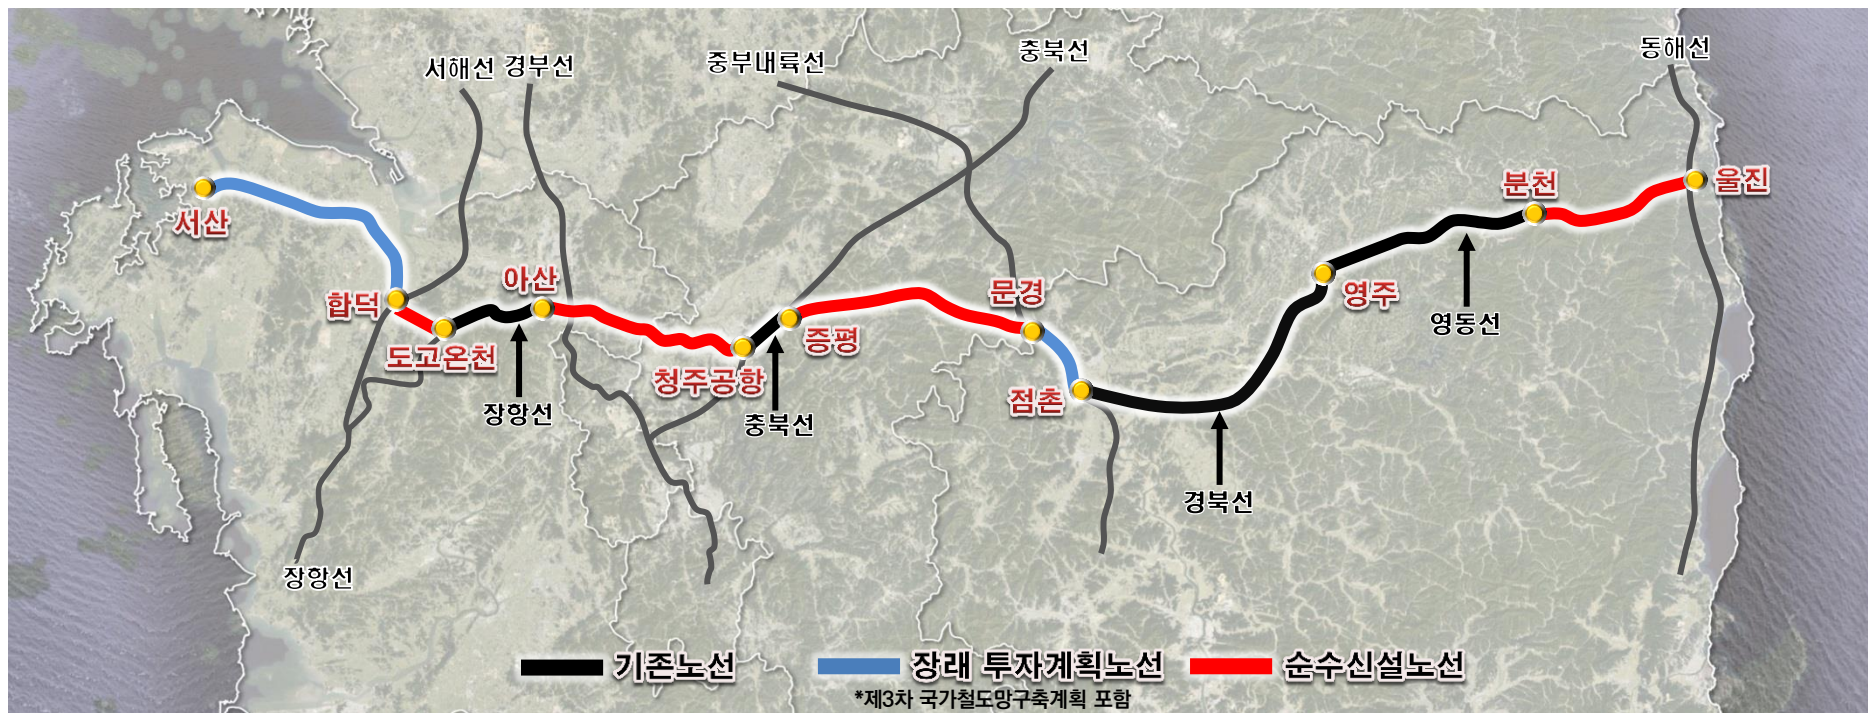 서해선
경부선
중부내륙선
충북선
동해선
서산
합덕
도고온천
아산
장항선
청주공항
증평
충북선
문경
점촌
경북선
영주
영동선
분천
울진
장항선
기존노선
장래 투자계획노선
순수신설노선
*제3차 국가철도망구축계획 포함